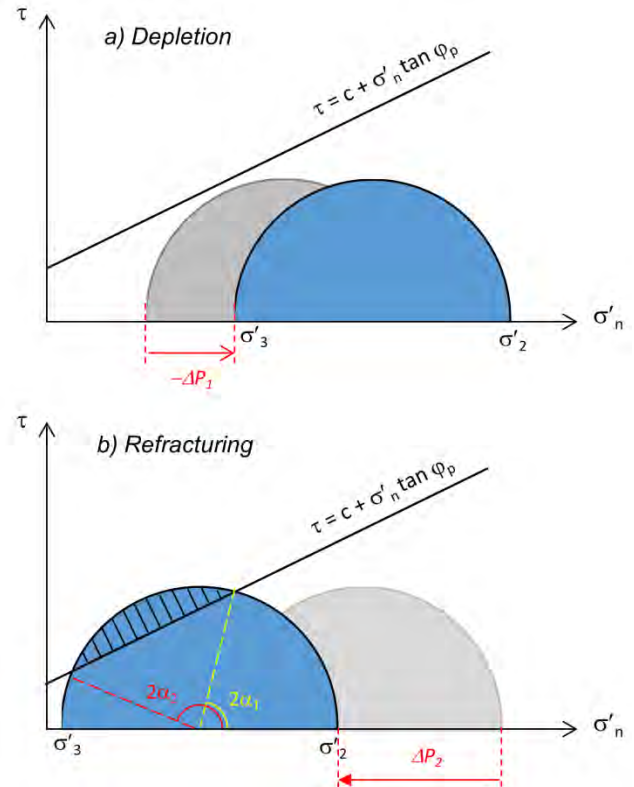 τ
a) Depletion
τ = c + σ'ₙ tan φₚ
σ'₃
σ'₂
σ'ₙ
−ΔP₁
τ
b) Refracturing
τ = c + σ'ₙ tan φₚ
2α₂
2α₁
σ'₃
σ'₂
σ'ₙ
ΔP₂